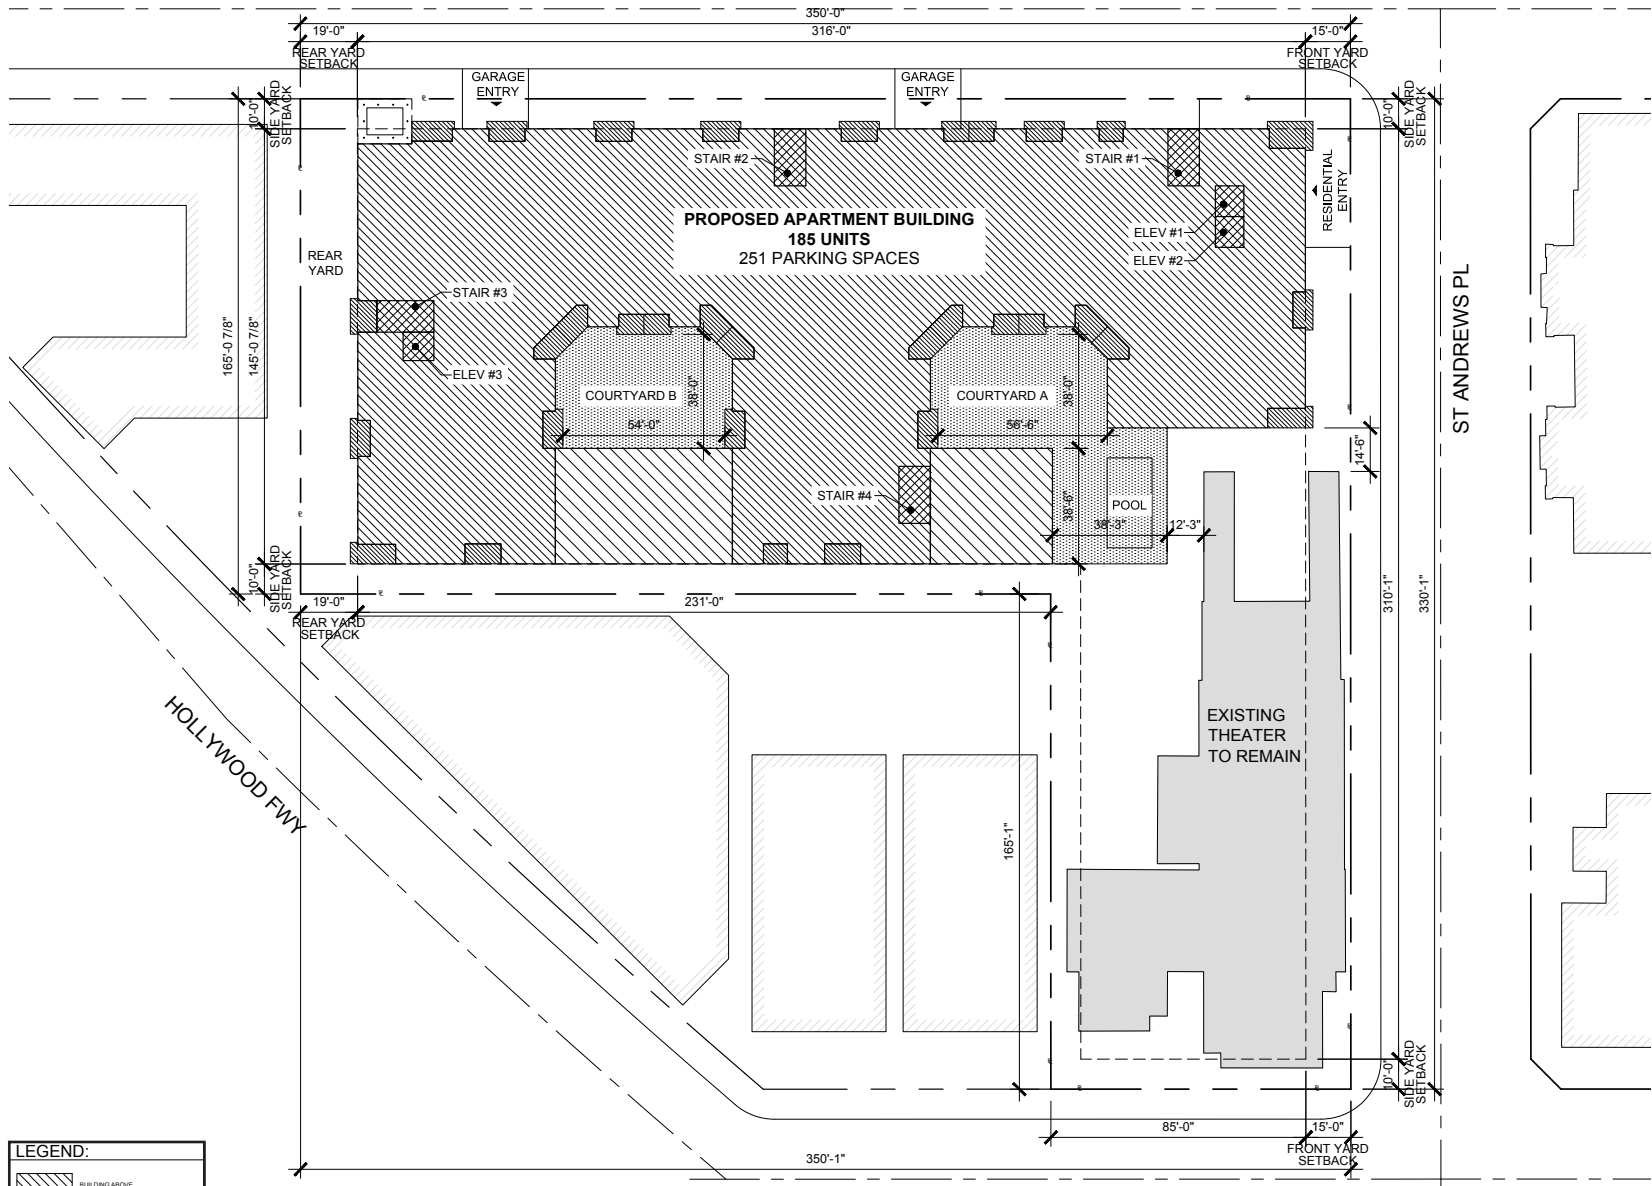 350'-0"
19'-0"
316'-0"
15'-0"
REAR YARD
SETBACK
FRONT YARD
SETBACK
GARAGE
ENTRY
GARAGE
ENTRY
10'-0"
SIDE YARD
SETBACK
10'-0"
SIDE YARD
SETBACK
STAIR #2
STAIR #1
RESIDENTIAL
ENTRY
PROPOSED APARTMENT BUILDING
185 UNITS
251 PARKING SPACES
ELEV #1
ELEV #2
REAR
YARD
STAIR #3
ELEV #3
165'-0 7/8"
145'-0 7/8"
ST ANDREWS PL
COURTYARD B
38'-0"
54'-0"
COURTYARD A
38'-0"
56'-6"
14'-6"
STAIR #4
38'-6"
POOL
38'-3"
12'-3"
10'-0"
SIDE YARD
SETBACK
19'-0"
REAR YARD
SETBACK
231'-0"
310'-1"
330'-1"
HOLLYWOOD FWY
EXISTING
THEATER
TO REMAIN
165'-1"
10'-0"
SIDE YARD
SETBACK
85'-0"
15'-0"
FRONT YARD
SETBACK
350'-1"
LEGEND:
BUILDING ABOVE